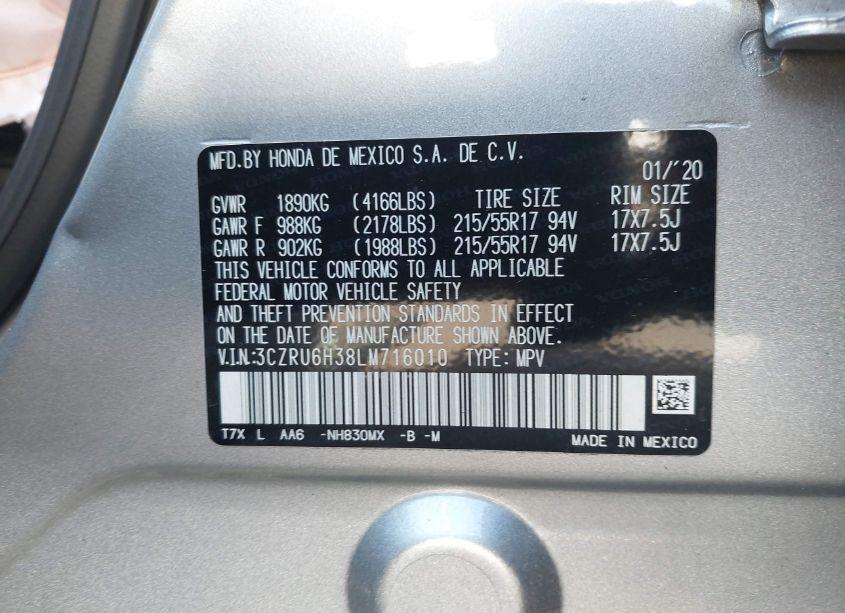 MFD.BY HONDA DE MEXICO S.A. DE C.V.
01/'20
GVWR 1890KG (4166LBS) TIRE SIZE RIM SIZE
GAWR F 988KG (2178LBS) 215/55R17 94V 17X7.5J
GAWR R 902KG (1988LBS) 215/55R17 94V 17X7.5J
THIS VEHICLE CONFORMS TO ALL APPLICABLE
FEDERAL MOTOR VEHICLE SAFETY
AND THEFT PREVENTION STANDARDS IN EFFECT
ON THE DATE OF MANUFACTURE SHOWN ABOVE.
V.I.N:3CZRU6H38LM716010 TYPE: MPV
T7X L AA6 -NH830MX -B -M MADE IN MEXICO